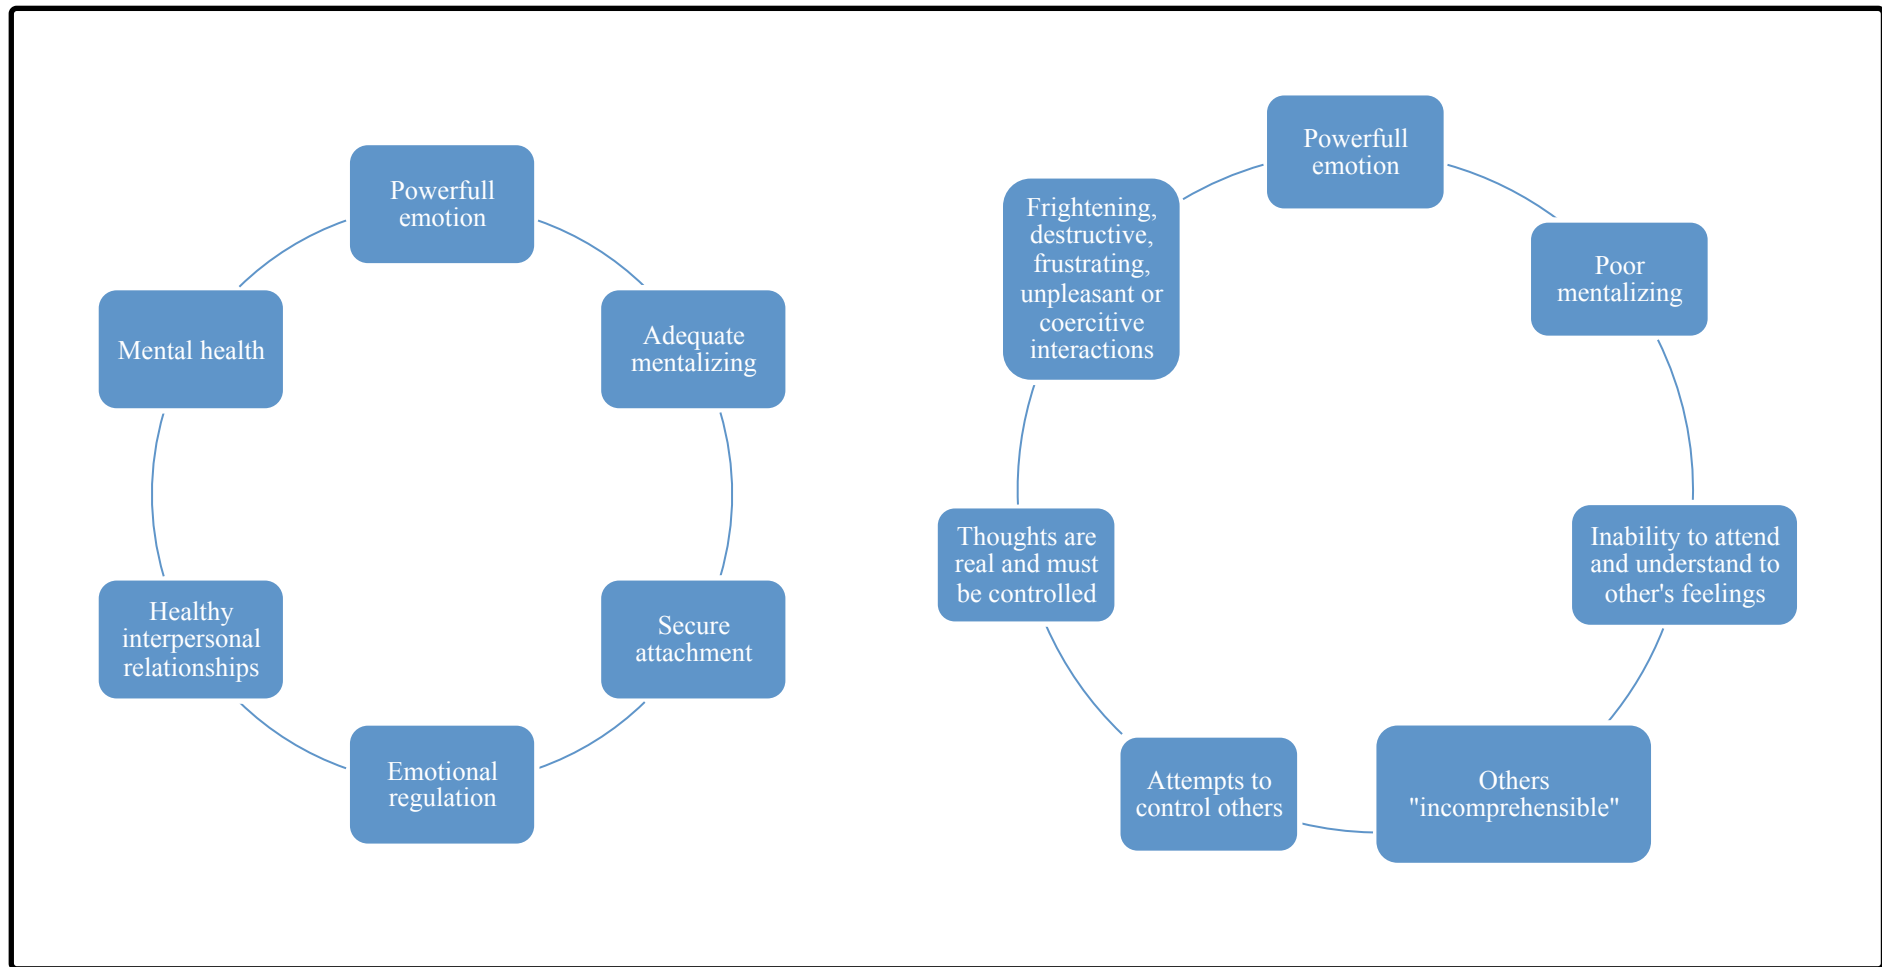 Powerfull
emotion
Adequate
mentalizing
Secure
attachment
Emotional
regulation
Healthy
interpersonal
relationships
Mental health
Powerfull
emotion
Poor
mentalizing
Inability to attend
and understand to
other's feelings
Others
"incomprehensible"
Attempts to
control others
Thoughts are
real and must
be controlled
Frightening,
destructive,
frustrating,
unpleasant or
coercitive
interactions